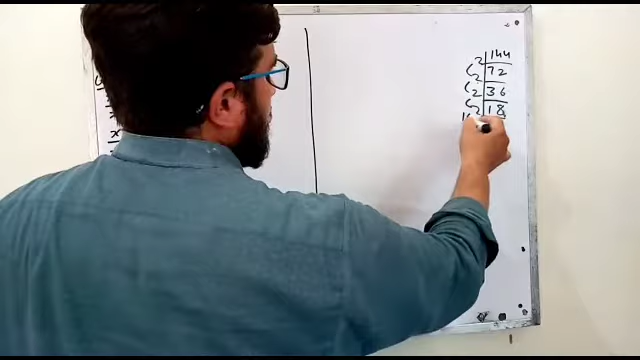 2 | 144
2 | 72
2 | 36
2 | 18